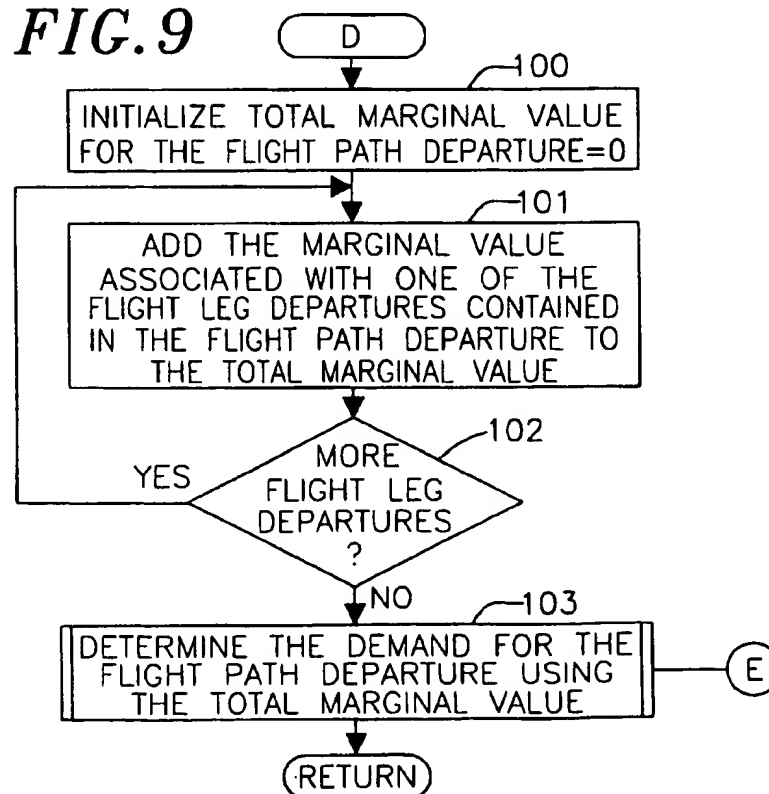 FIG. 9
D
100
INITIALIZE TOTAL MARGINAL VALUE
FOR THE FLIGHT PATH DEPARTURE=0
101
ADD THE MARGINAL VALUE
ASSOCIATED WITH ONE OF THE
FLIGHT LEG DEPARTURES CONTAINED
IN THE FLIGHT PATH DEPARTURE TO
THE TOTAL MARGINAL VALUE
102
YES
MORE
FLIGHT LEG
DEPARTURES
?
NO
103
DETERMINE THE DEMAND FOR THE
FLIGHT PATH DEPARTURE USING
THE TOTAL MARGINAL VALUE
E
RETURN